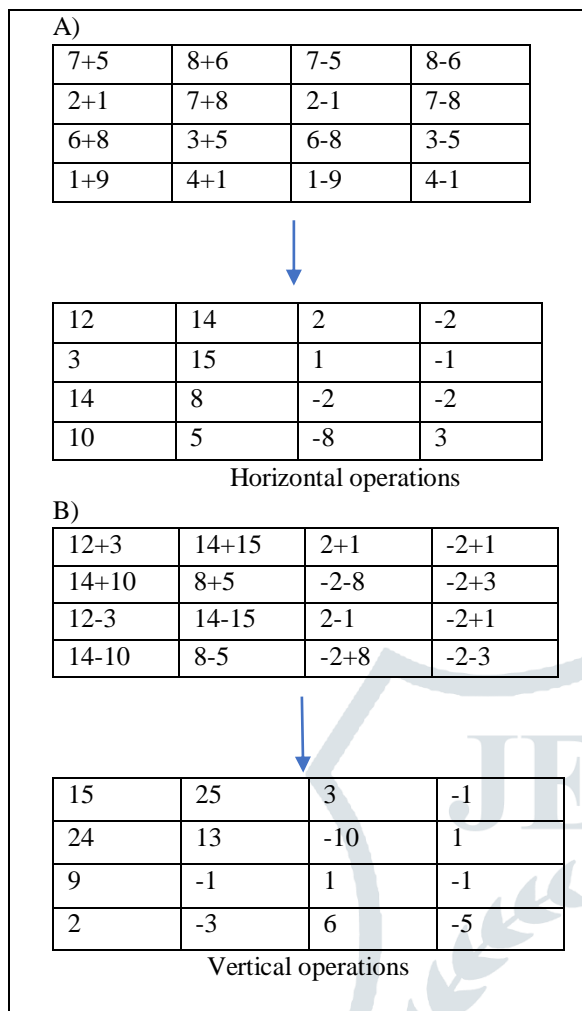 A)
7+5 8+6 7-5 8-6
2+1 7+8 2-1 7-8
6+8 3+5 6-8 3-5
1+9 4+1 1-9 4-1
12 14 2 -2
3 15 1 -1
14 8 -2 -2
10 5 -8 3
Horizontal operations
B)
12+3 14+15 2+1 -2+1
14+10 8+5 -2-8 -2+3
12-3 14-15 2-1 -2+1
14-10 8-5 -2+8 -2-3
15 25 3 -1
24 13 -10 1
9 -1 1 -1
2 -3 6 -5
Vertical operations
JE